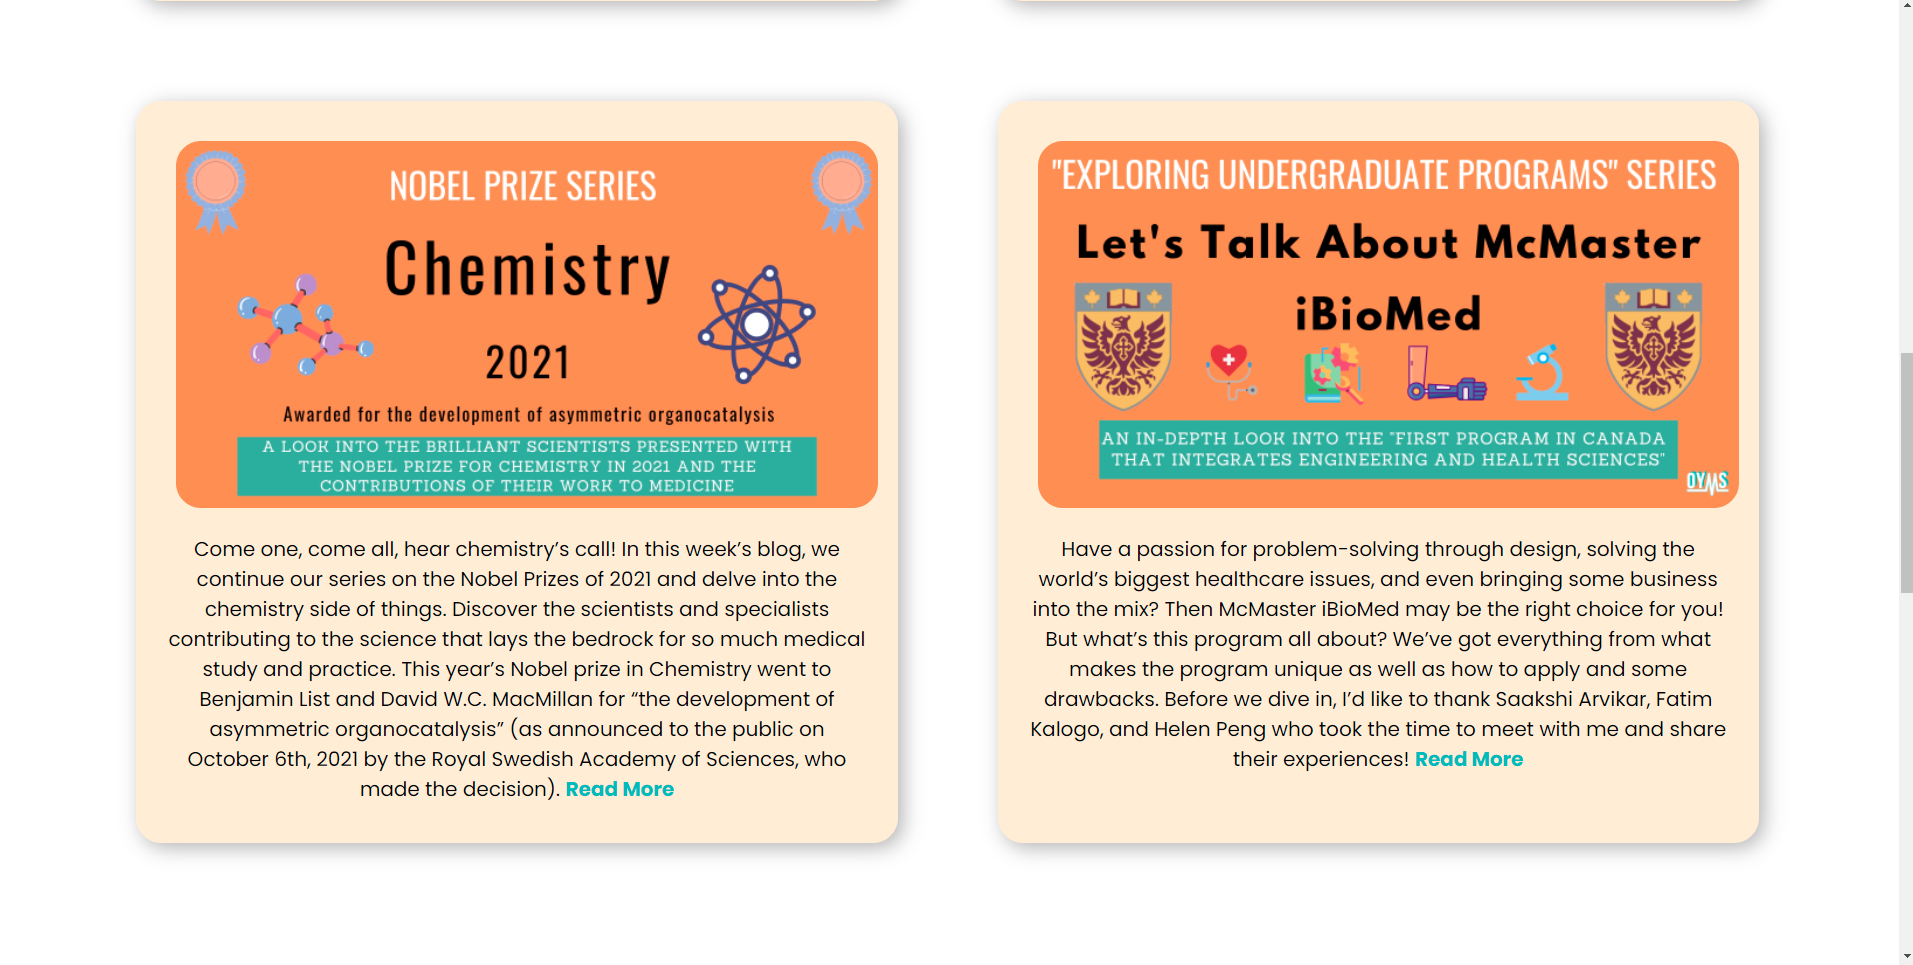 NOBEL PRIZE SERIES
Chemistry
2021
Awarded for the development of asymmetric organocatalysis
A LOOK INTO THE BRILLIANT SCIENTISTS PRESENTED WITH
THE NOBEL PRIZE FOR CHEMISTRY IN 2021 AND THE
CONTRIBUTIONS OF THEIR WORK TO MEDICINE
Come one, come all, hear chemistry’s call! In this week’s blog, we
continue our series on the Nobel Prizes of 2021 and delve into the
chemistry side of things. Discover the scientists and specialists
contributing to the science that lays the bedrock for so much medical
study and practice. This year’s Nobel prize in Chemistry went to
Benjamin List and David W.C. MacMillan for “the development of
asymmetric organocatalysis” (as announced to the public on
October 6th, 2021 by the Royal Swedish Academy of Sciences, who
made the decision). Read More
"EXPLORING UNDERGRADUATE PROGRAMS" SERIES
Let's Talk About McMaster
iBioMed
AN IN-DEPTH LOOK INTO THE "FIRST PROGRAM IN CANADA
THAT INTEGRATES ENGINEERING AND HEALTH SCIENCES"
OYMS
Have a passion for problem-solving through design, solving the
world’s biggest healthcare issues, and even bringing some business
into the mix? Then McMaster iBioMed may be the right choice for you!
But what’s this program all about? We’ve got everything from what
makes the program unique as well as how to apply and some
drawbacks. Before we dive in, I’d like to thank Saakshi Arvikar, Fatim
Kalogo, and Helen Peng who took the time to meet with me and share
their experiences! Read More